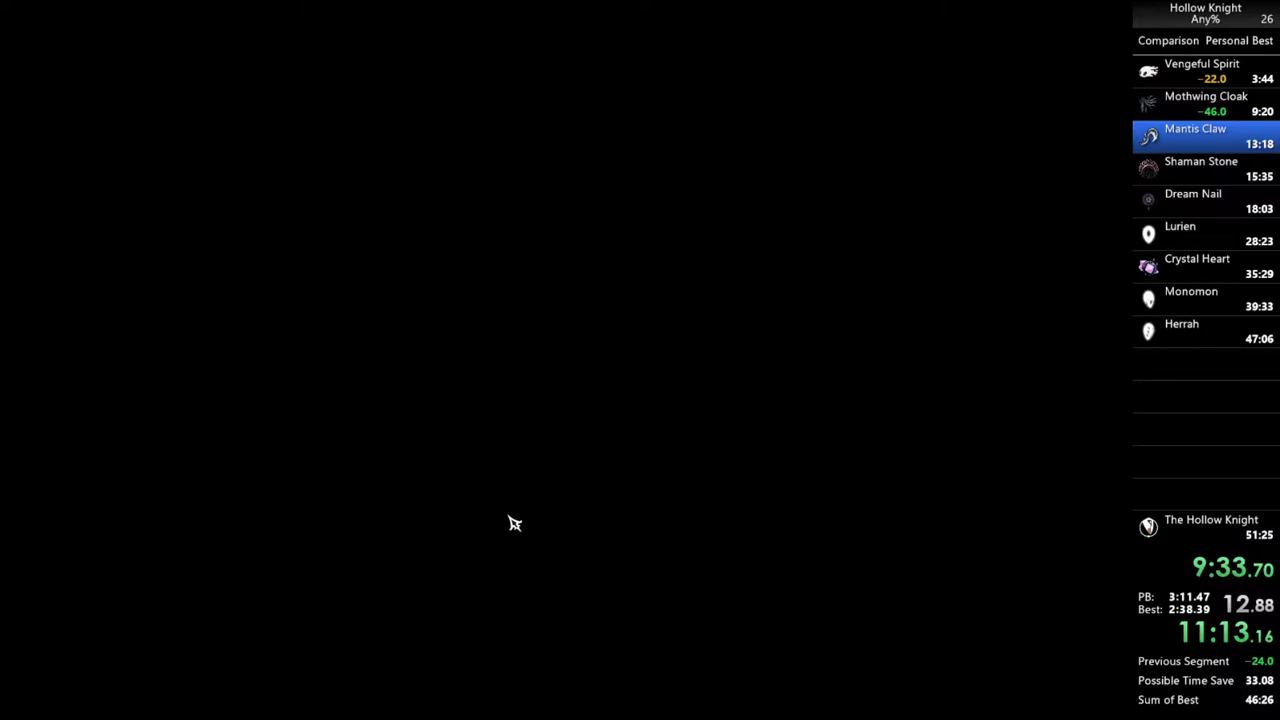 Hollow Knight
Any% 26
Comparison Personal Best
Vengeful Spirit
−22.0 3:44
Mothwing Cloak
−46.0 9:20
Mantis Claw
13:18
Shaman Stone
15:35
Dream Nail
18:03
Lurien
28:23
Crystal Heart
35:29
Monomon
39:33
Herrah
47:06
The Hollow Knight
51:25
9:33.70
PB: 3:11.47
Best: 2:38.39
12.88
11:13.16
Previous Segment −24.0
Possible Time Save 33.08
Sum of Best 46:26